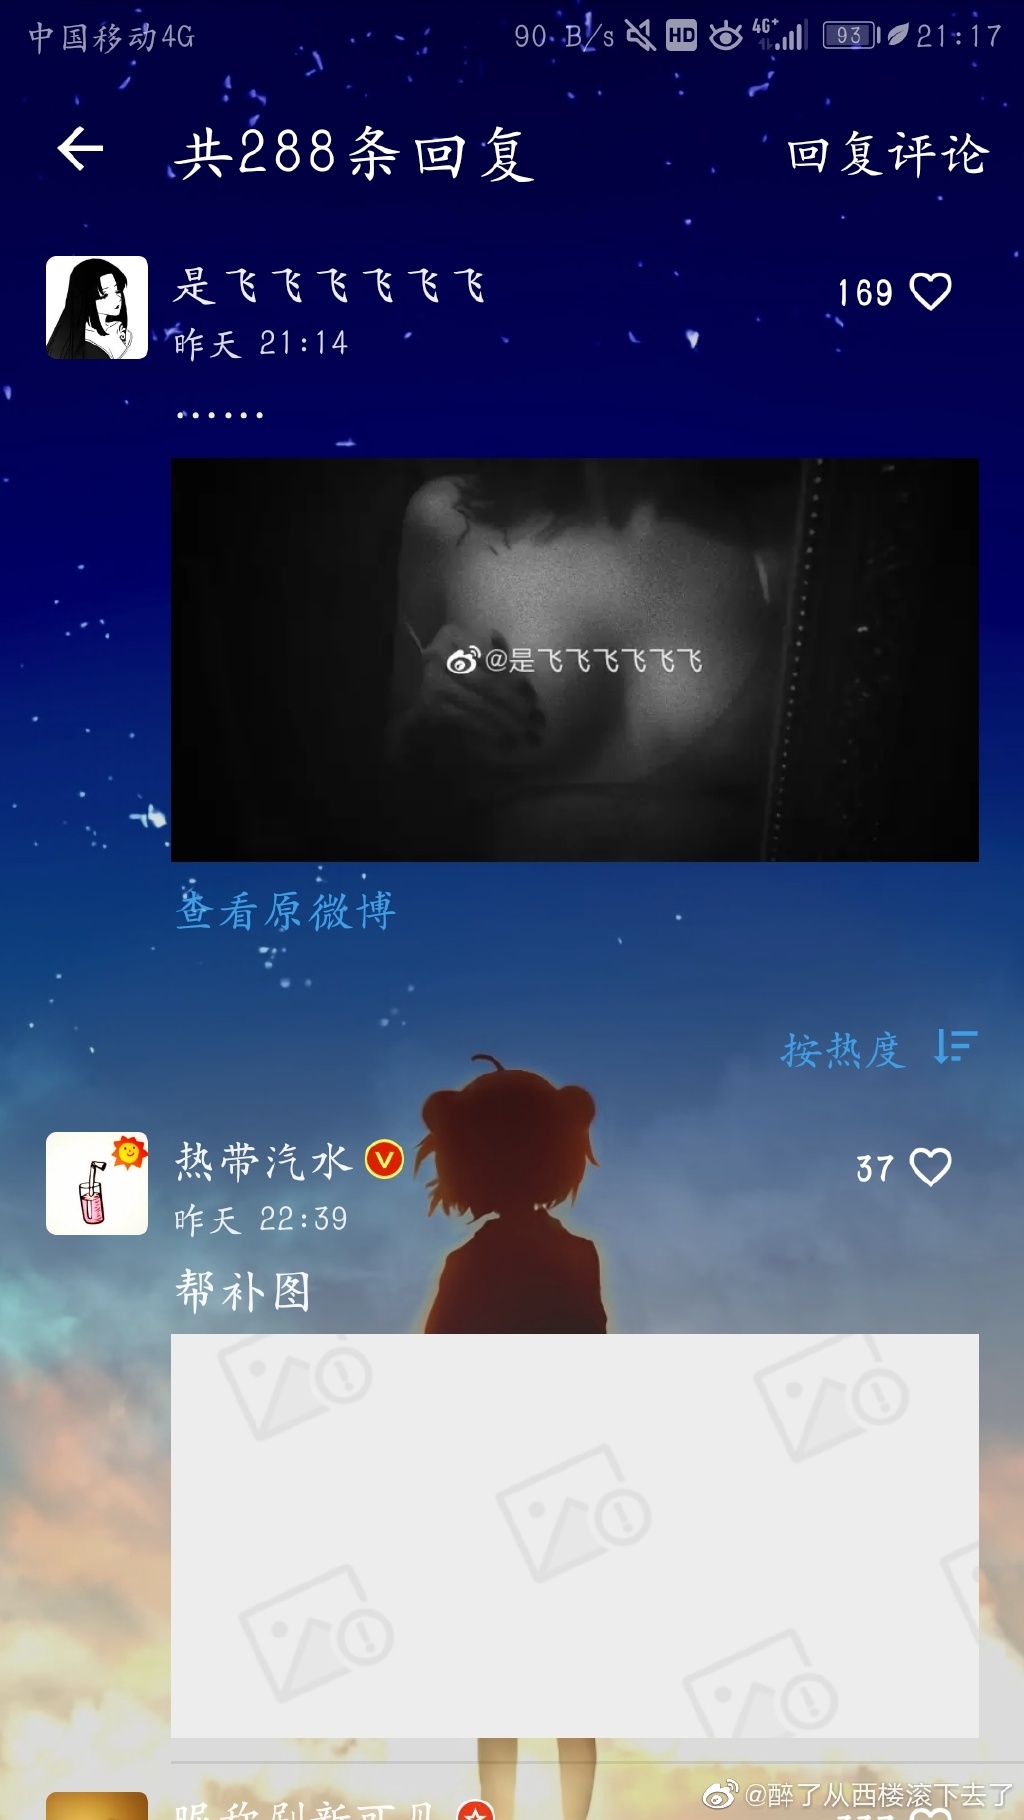 中国移动4G 90 B/s HD 4G+ 93 21:17
共288条回复 回复评论
是飞飞飞飞飞飞 169
昨天 21:14
······
@是飞飞飞飞飞飞
查看原微博
按热度
热带汽水 V 37
昨天 22:39
帮补图
@醉了从西楼滚下去了